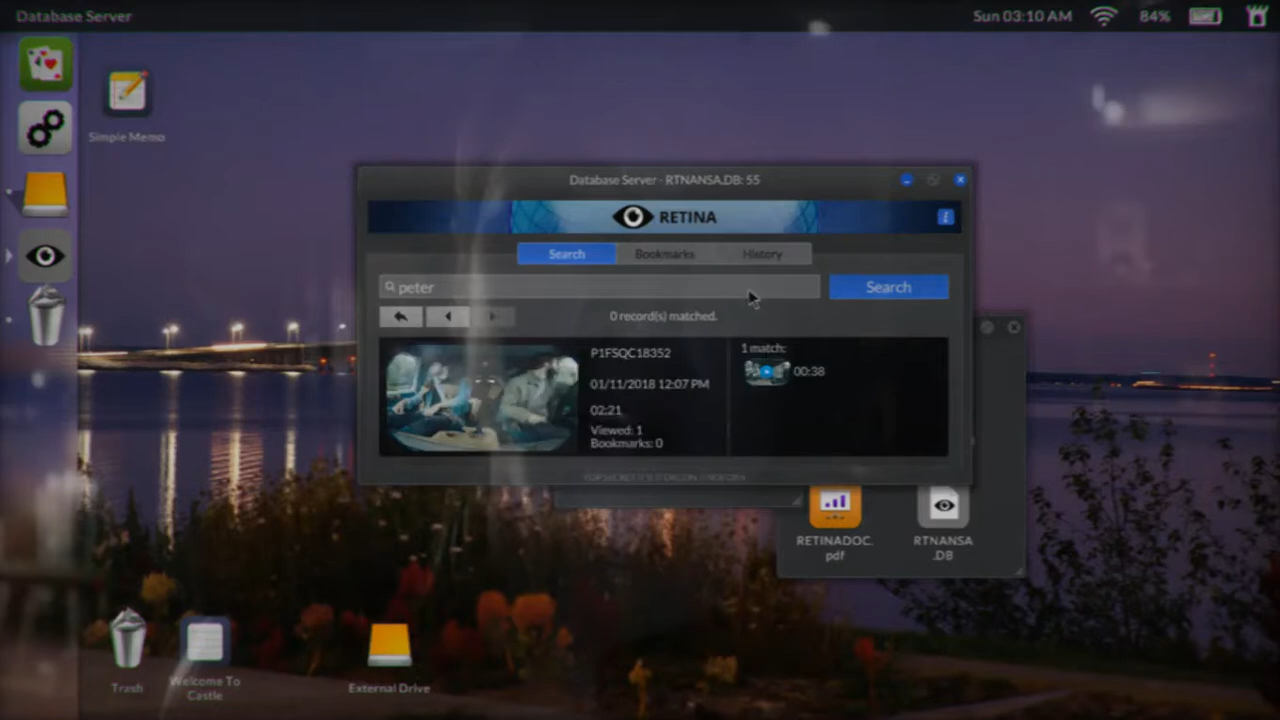 Database Server
Sun 03:10 AM
84%
Simple Memo
Database Server - RTNANSA.DB: 55
RETINA
Search
Bookmarks
History
peter
Search
0 record(s) matched.
P1FSQC18352
01/11/2018 12:07 PM
02:21
Viewed: 1
Bookmarks: 0
1 match:
00:38
RETINADOC.
pdf
RTNANSA
.DB
Trash
Welcome To
Castle
External Drive